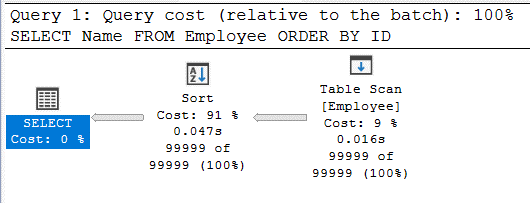 Query 1: Query cost (relative to the batch): 100%
SELECT Name FROM Employee ORDER BY ID
SELECT
Cost: 0 %
A
Z
Sort
Cost: 91 %
0.047s
99999 of
99999 (100%)
Table Scan
[Employee]
Cost: 9 %
0.016s
99999 of
99999 (100%)